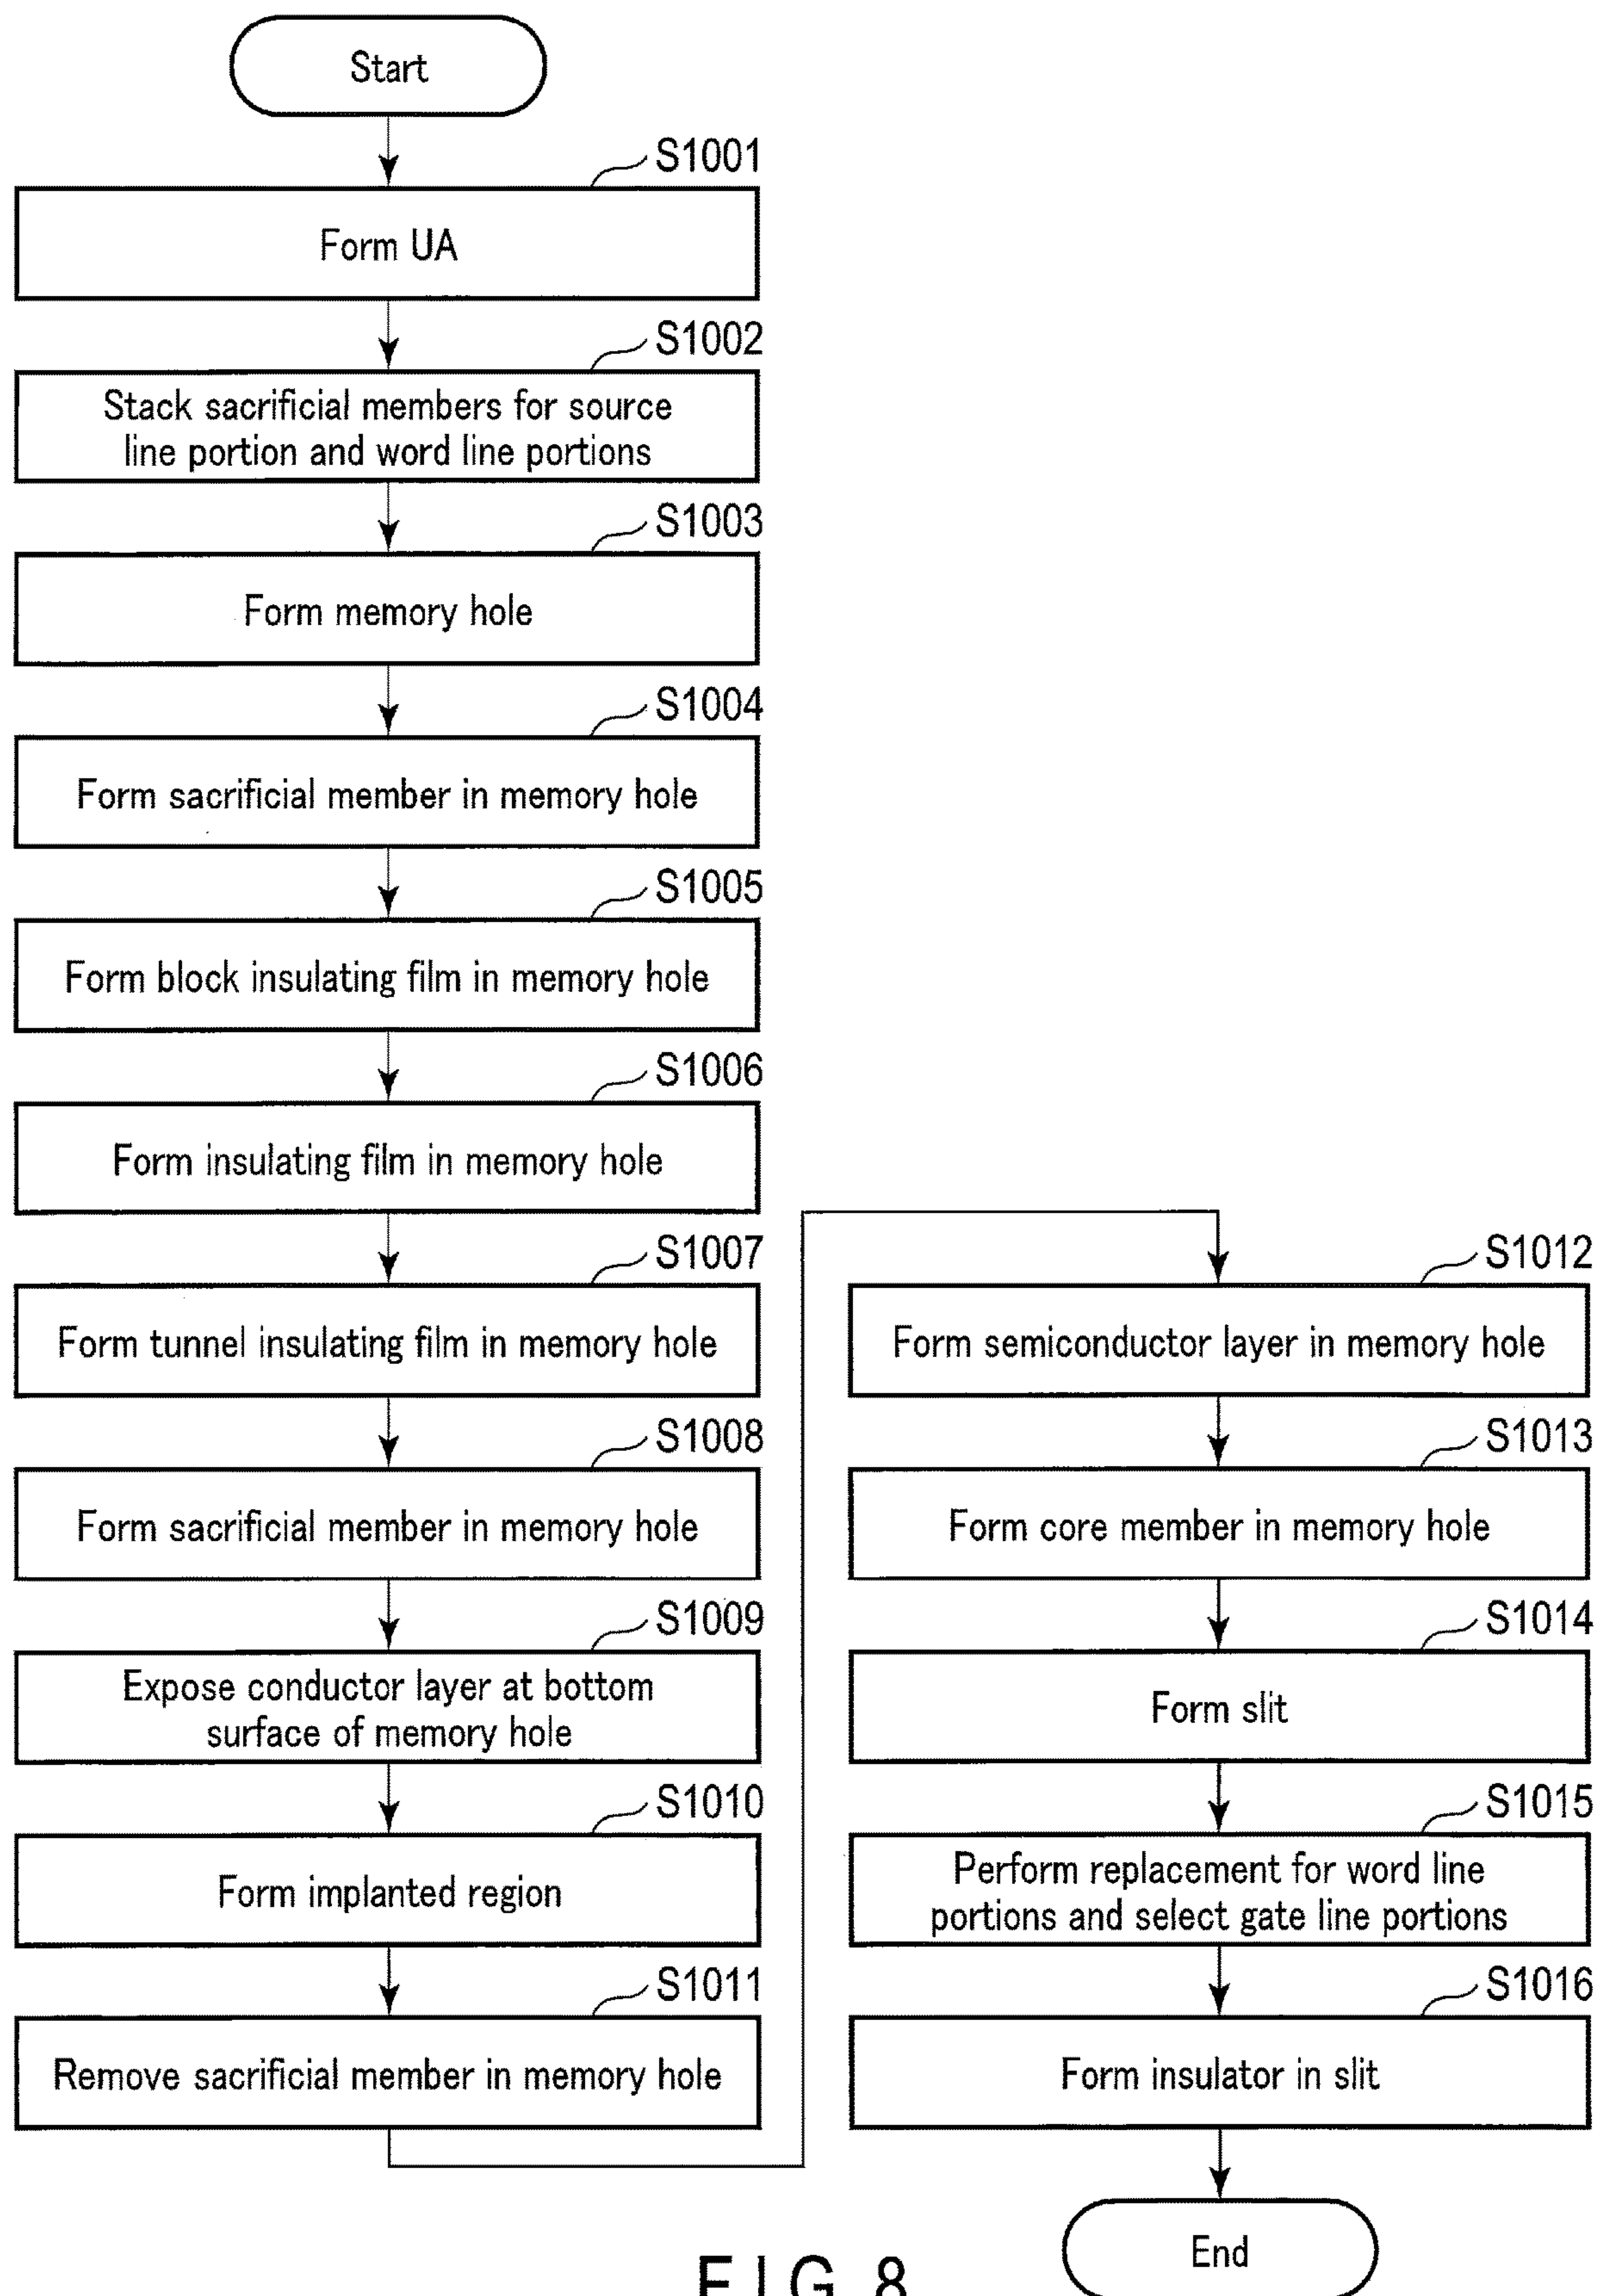 Start
S1001
Form UA
S1002
Stack sacrificial members for source
line portion and word line portions
S1003
Form memory hole
S1004
Form sacrificial member in memory hole
S1005
Form block insulating film in memory hole
S1006
Form insulating film in memory hole
S1007
Form tunnel insulating film in memory hole
S1008
Form sacrificial member in memory hole
S1009
Expose conductor layer at bottom
surface of memory hole
S1010
Form implanted region
S1011
Remove sacrificial member in memory hole
S1012
Form semiconductor layer in memory hole
S1013
Form core member in memory hole
S1014
Form slit
S1015
Perform replacement for word line
portions and select gate line portions
S1016
Form insulator in slit
End
FIG. 8